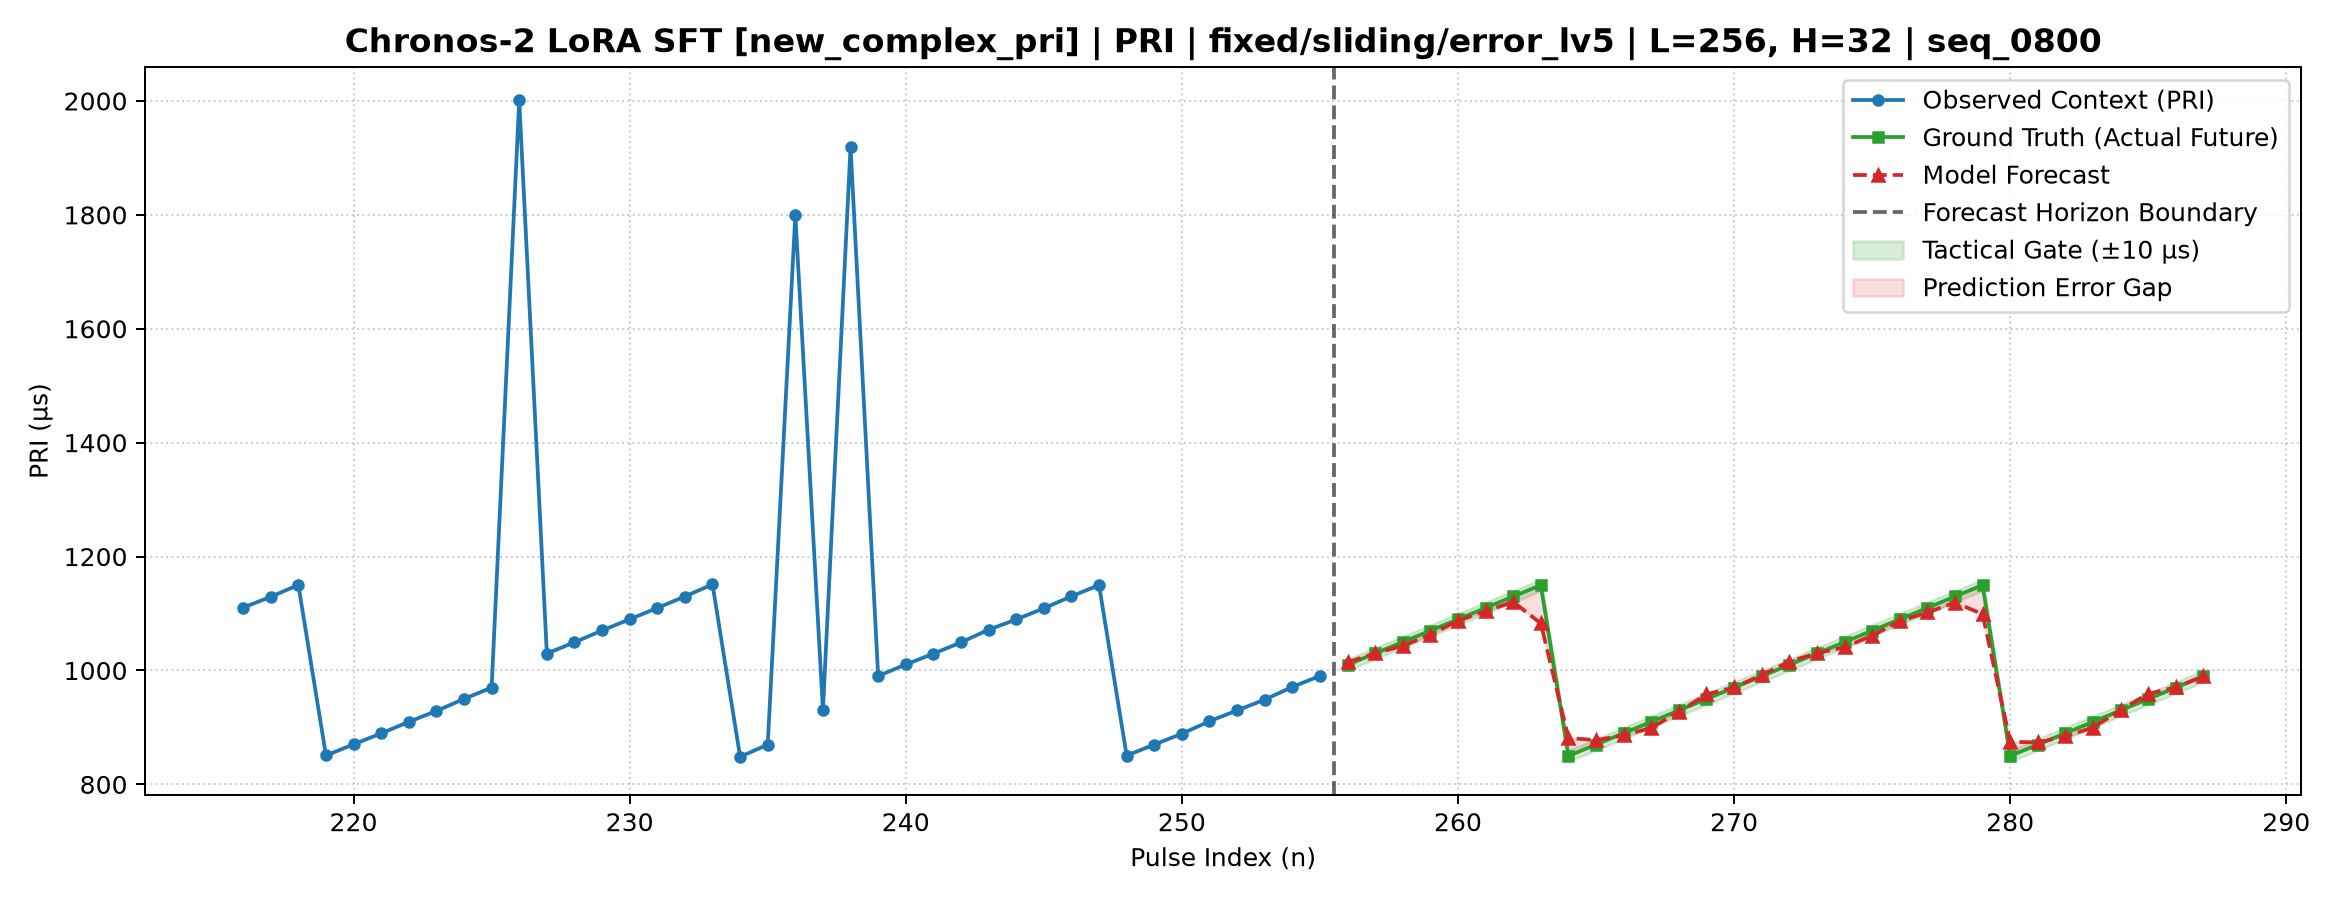 Chronos-2 LoRA SFT [new_complex_pri] | PRI | fixed/sliding/error_lv5 | L=256, H=32 | seq_0800
Observed Context (PRI)
Ground Truth (Actual Future)
Model Forecast
Forecast Horizon Boundary
Tactical Gate (±10 µs)
Prediction Error Gap
PRI (µs)
2000
1800
1600
1400
1200
1000
800
220 230 240 250 260 270 280 290
Pulse Index (n)